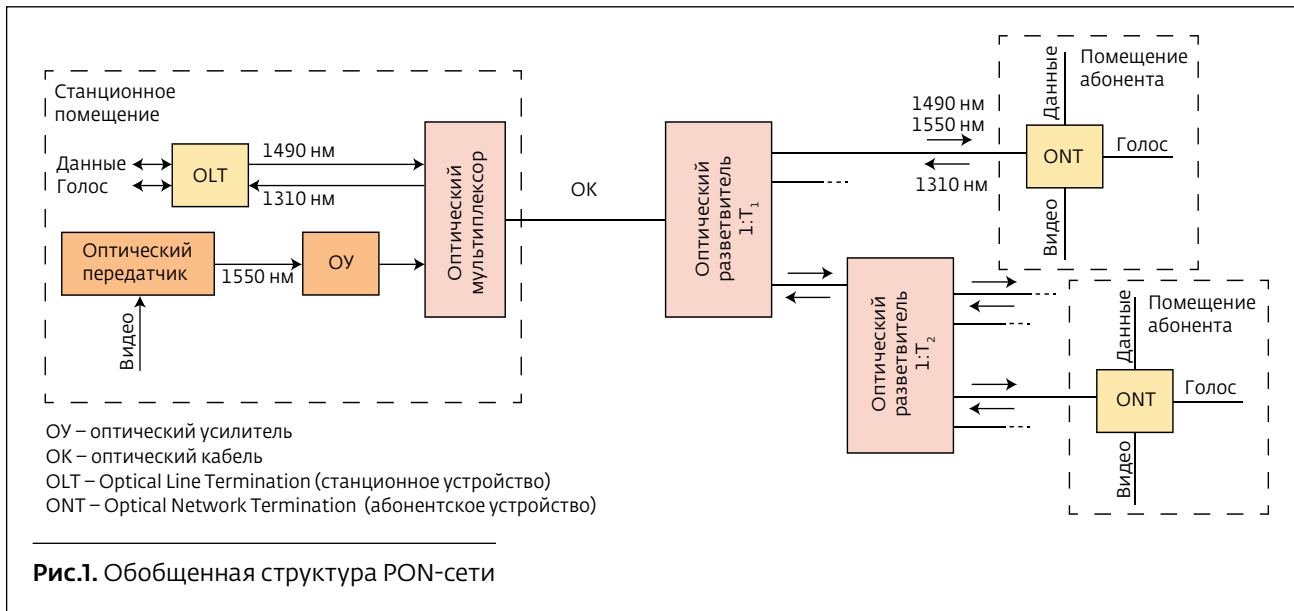 Станционное
помещение
Данные
Голос
OLT
1490 нм
1310 нм
Оптический
передатчик
1550 нм
ОУ
Видео
Оптический
мультиплексор
ОК
Оптический
разветвитель
1:T₁
Оптический
разветвитель
1:T₂
1490 нм
1550 нм
1310 нм
Помещение
абонента
Данные
ONT
Голос
Видео
Помещение
абонента
Данные
ONT
Голос
Видео
ОУ – оптический усилитель
ОК – оптический кабель
OLT – Optical Line Termination (станционное устройство)
ONT – Optical Network Termination (абонентское устройство)
Рис.1. Обобщенная структура PON-сети